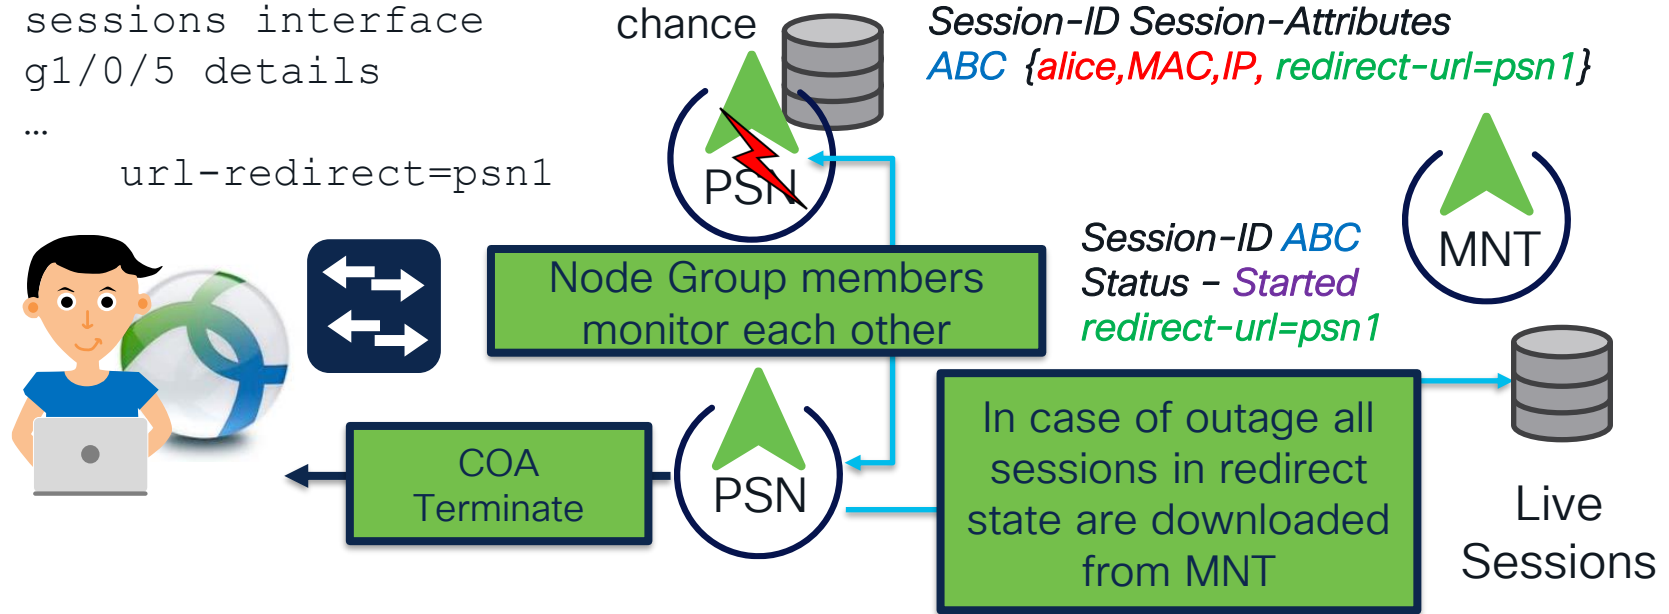 sessions interface
g1/0/5 details
…
url-redirect=psn1
chance
PSN
Session-ID Session-Attributes
ABC {alice,MAC,IP, redirect-url=psn1}
MNT
Session-ID ABC
Status – Started
redirect-url=psn1
Node Group members
monitor each other
COA
Terminate
PSN
In case of outage all
sessions in redirect
state are downloaded
from MNT
Live
Sessions